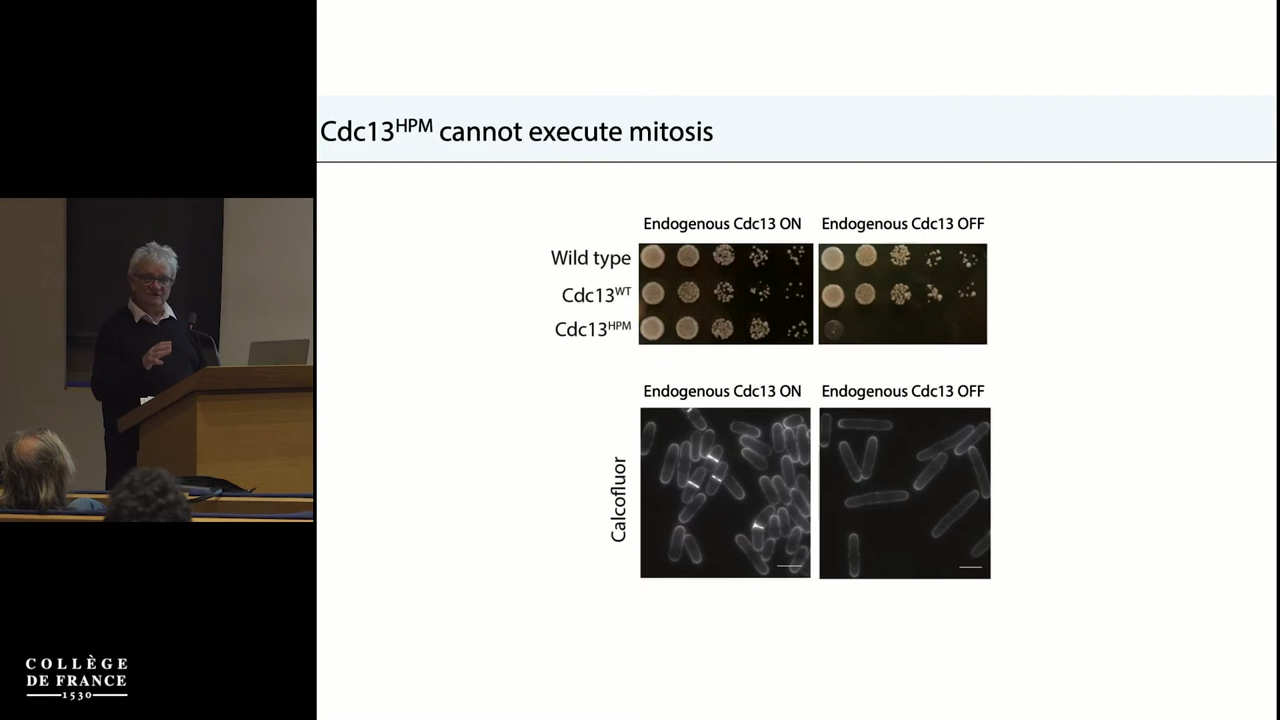 Cdc13HPM cannot execute mitosis
Endogenous Cdc13 ON
Endogenous Cdc13 OFF
Wild type
Cdc13WT
Cdc13HPM
Endogenous Cdc13 ON
Endogenous Cdc13 OFF
Calcofluor
COLLÈGE
DE FRANCE
1530